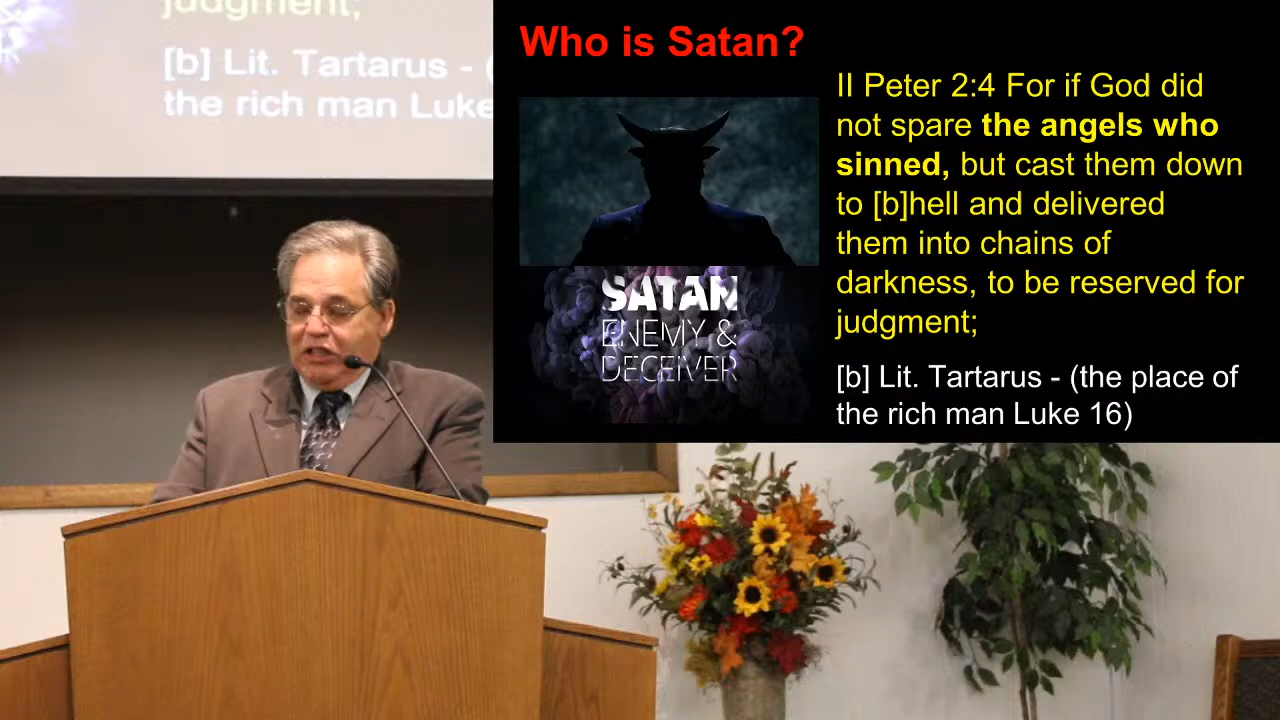 judgment;
[b] Lit. Tartarus - (
the rich man Luke
Who is Satan?
II Peter 2:4 For if God did
not spare the angels who
sinned, but cast them down
to [b]hell and delivered
them into chains of
darkness, to be reserved for
judgment;
[b] Lit. Tartarus - (the place of
the rich man Luke 16)
SATAN
ENEMY &
DECEIVER